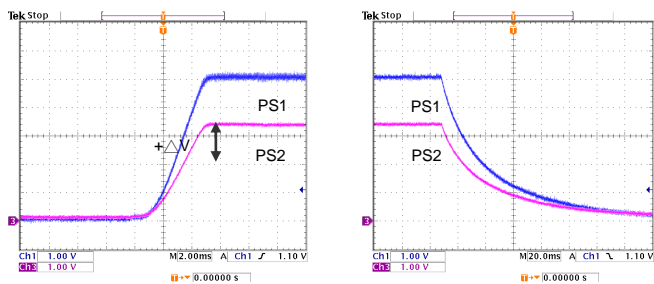 Tek Stop
T
T
PS1
+△V
PS2
3
Ch1 1.00 V M 2.00ms A Ch1 1.10 V
Ch3 1.00 V
T 0.00000 s
Tek Stop
T
T
PS1
PS2
3
Ch1 1.00 V M 20.0ms A Ch1 1.10 V
Ch3 1.00 V
T 0.00000 s